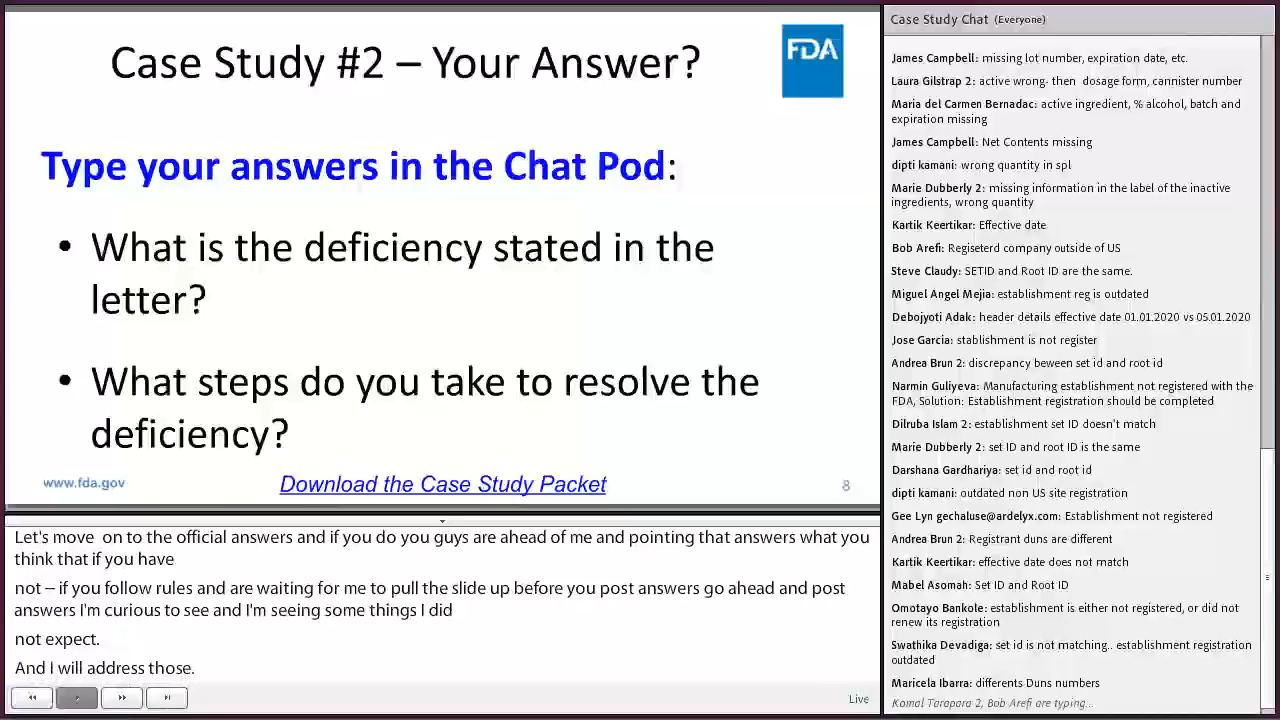 Case Study #2 – Your Answer?
FDA
Type your answers in the Chat Pod:
• What is the deficiency stated in the
letter?
• What steps do you take to resolve the
deficiency?
www.fda.gov
Download the Case Study Packet
8
Let's move on to the official answers and if you do you guys are ahead of me and pointing that answers what you
think that if you have
not – if you follow rules and are waiting for me to pull the slide up before you post answers go ahead and post
answers I'm curious to see and I'm seeing some things I did
not expect.
And I will address those.
Live
Case Study Chat (Everyone)
James Campbell: missing lot number, expiration date, etc.
Laura Gilstrap 2: active wrong- then dosage form, cannister number
Maria del Carmen Bernadac: active ingredient, % alcohol, batch and
expiration missing
James Campbell: Net Contents missing
dipti kamani: wrong quantity in spl
Marie Dubberly 2: missing information in the label of the inactive
ingredients, wrong quantity
Kartik Keertikar: Effective date
Bob Arefi: Regiseterd company outside of US
Steve Claudy: SETID and Root ID are the same.
Miguel Angel Mejia: establishment reg is outdated
Debojyoti Adak: header details effective date 01.01.2020 vs 05.01.2020
Jose Garcia: stablishment is not register
Andrea Brun 2: discrepancy beween set id and root id
Narmin Guliyeva: Manufacturing establishment not registered with the
FDA, Solution: Establishment registration should be completed
Dilruba Islam 2: establishment set ID doesn't match
Marie Dubberly 2: set ID and root ID is the same
Darshana Gardhariya: set id and root id
dipti kamani: outdated non US site registration
Gee Lyn gechaluse@ardelyx.com: Establishment not registered
Andrea Brun 2: Registrant duns are different
Kartik Keertikar: effective date does not match
Mabel Asomah: Set ID and Root ID
Omotayo Bankole: establishment is either not registered, or did not
renew its registration
Swathika Devadiga: set id is not matching.. establishment registration
outdated
Maricela Ibarra: differents Duns numbers
Komal Tarapara 2, Bob Arefi are typing...